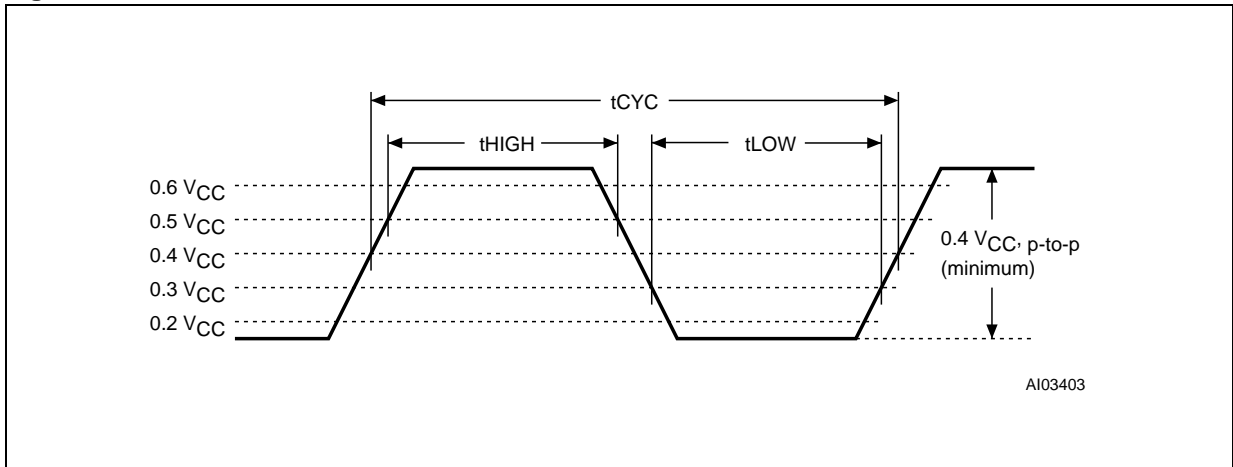 tCYC
tHIGH
tLOW
0.6 VCC
0.5 VCC
0.4 VCC
0.3 VCC
0.2 VCC
0.4 VCC, p-to-p
(minimum)
AI03403